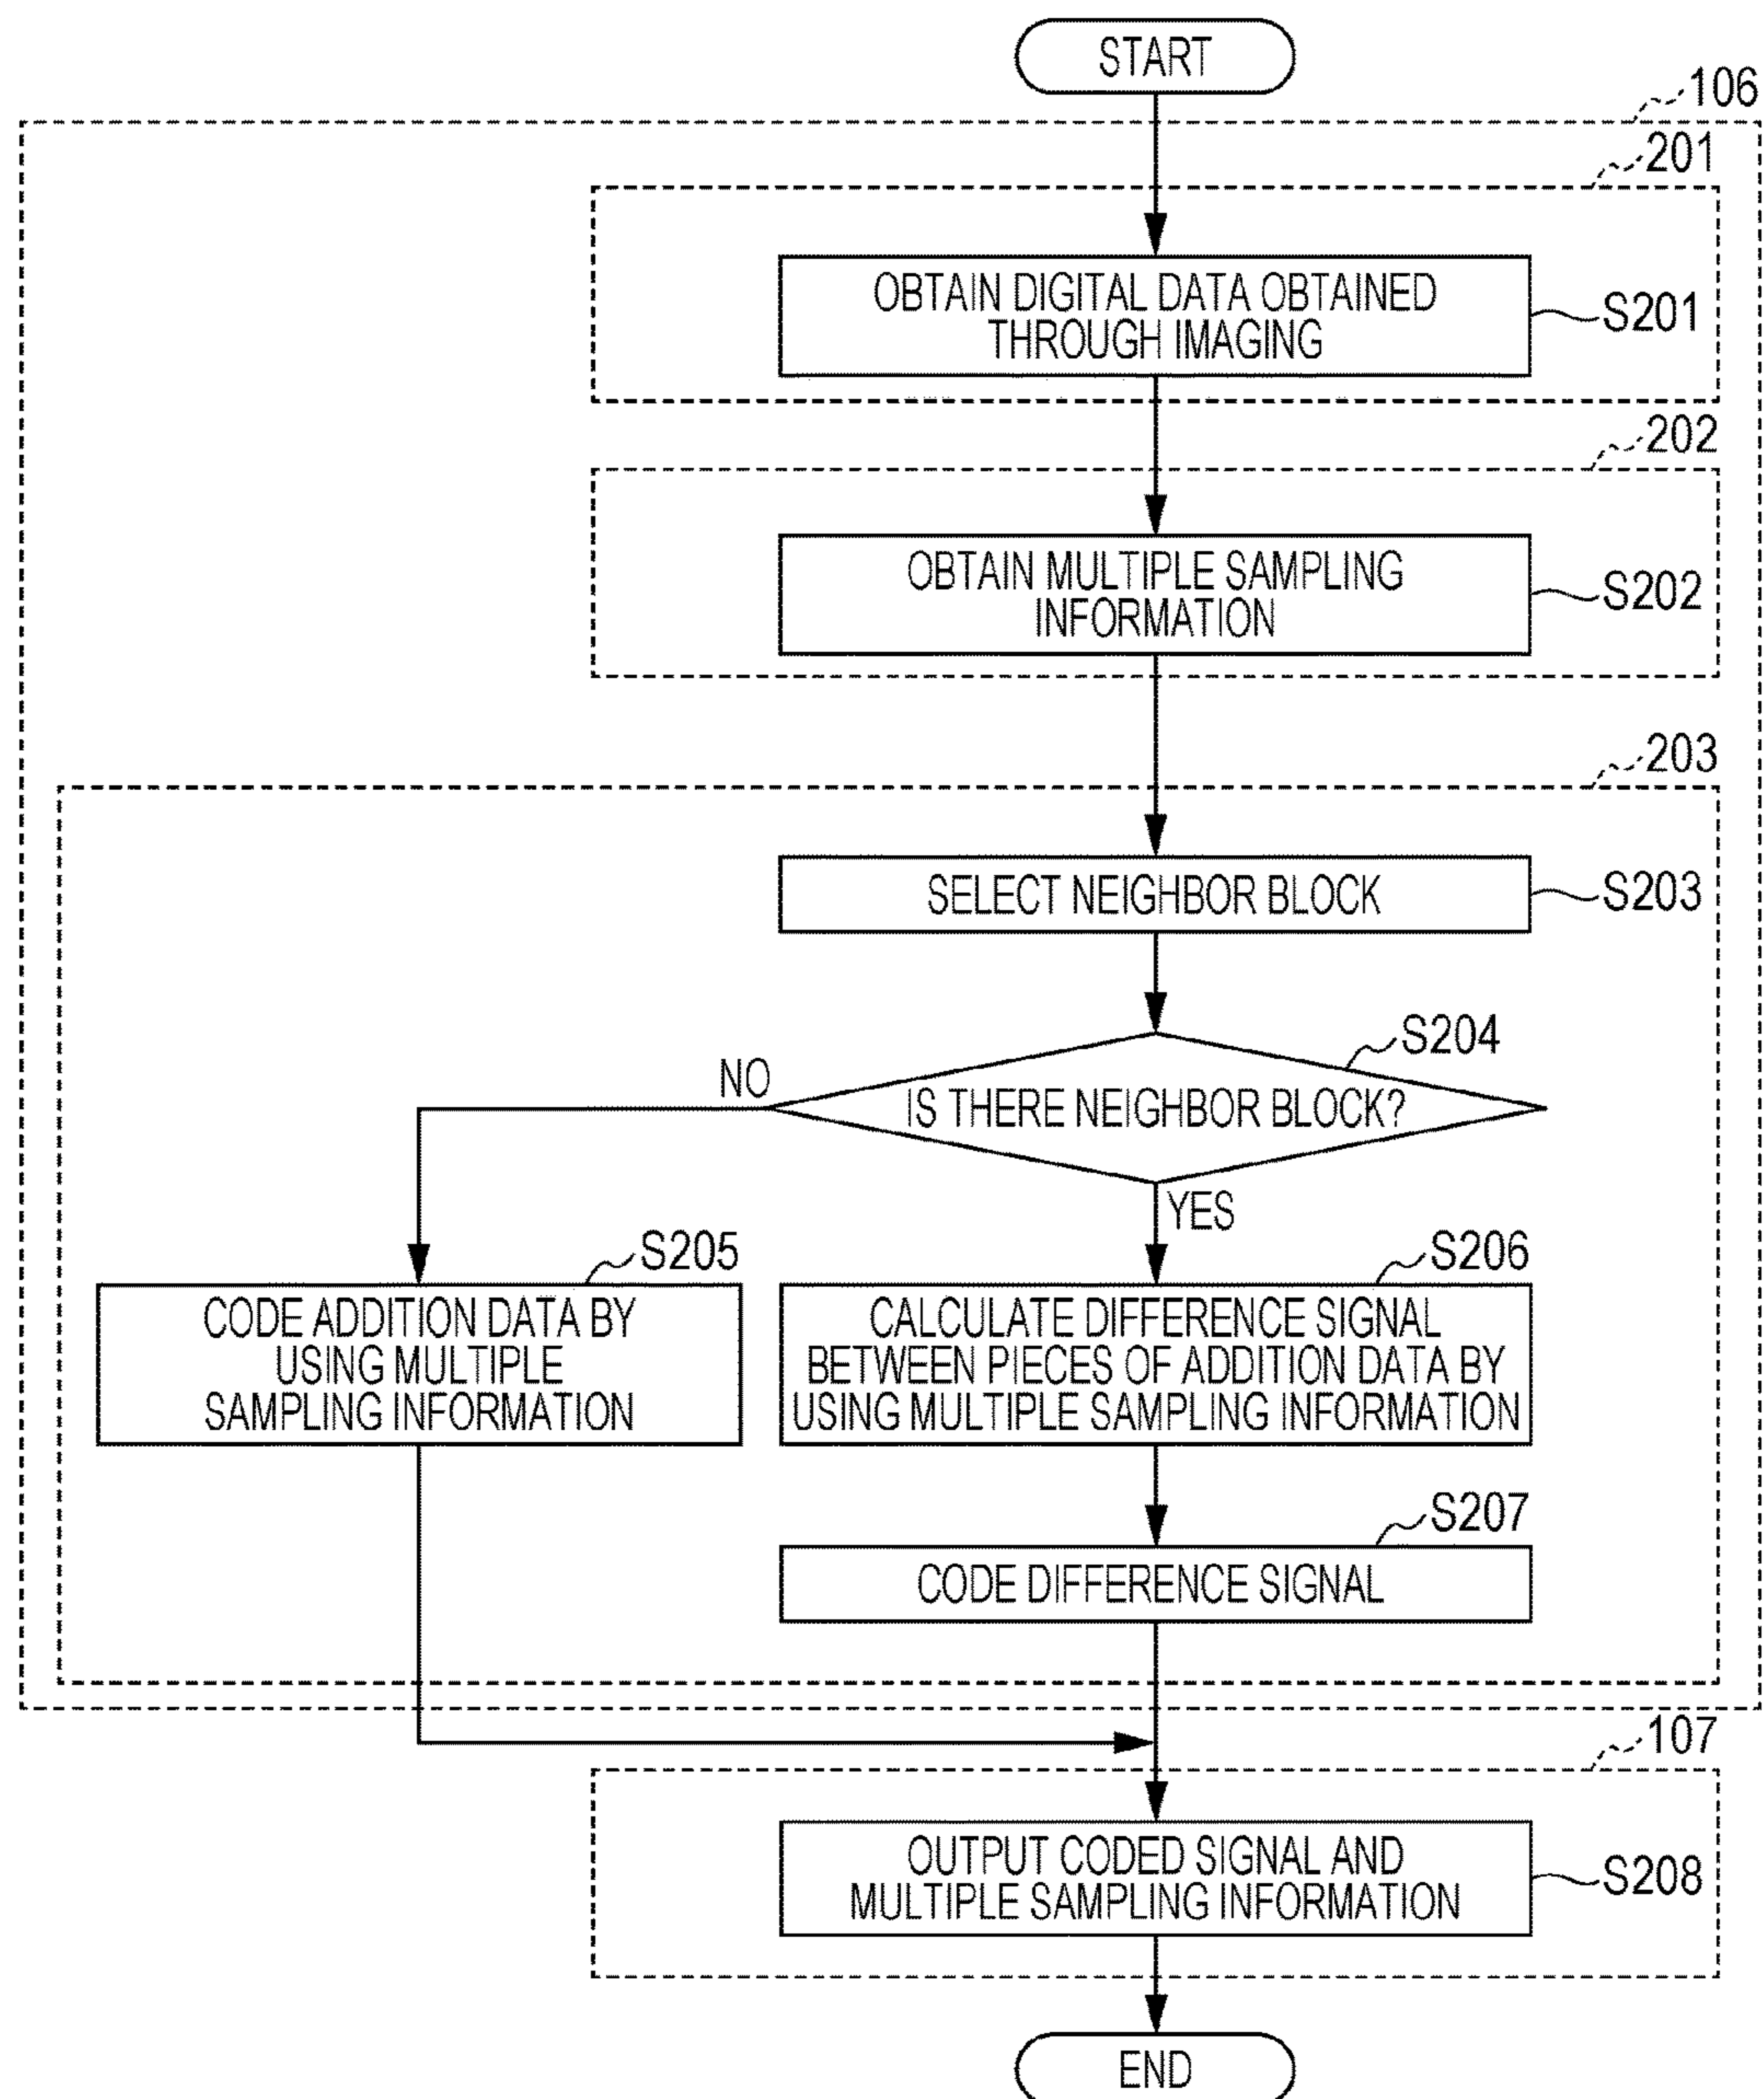 START
106
201
OBTAIN DIGITAL DATA OBTAINED
THROUGH IMAGING
S201
202
OBTAIN MULTIPLE SAMPLING
INFORMATION
S202
203
SELECT NEIGHBOR BLOCK
S203
S204
NO
IS THERE NEIGHBOR BLOCK?
YES
S205
CODE ADDITION DATA BY
USING MULTIPLE
SAMPLING INFORMATION
S206
CALCULATE DIFFERENCE SIGNAL
BETWEEN PIECES OF ADDITION DATA BY
USING MULTIPLE SAMPLING INFORMATION
S207
CODE DIFFERENCE SIGNAL
107
OUTPUT CODED SIGNAL AND
MULTIPLE SAMPLING INFORMATION
S208
END